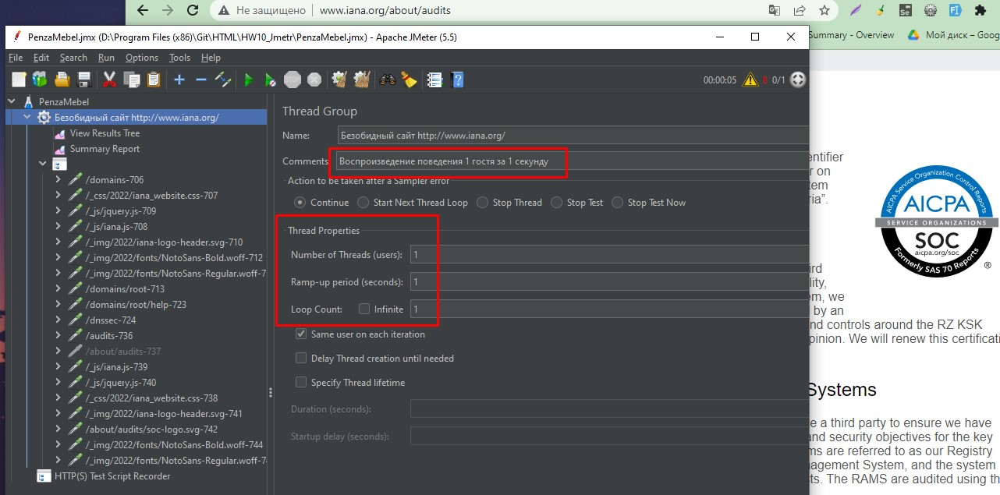 Не защищено www.iana.org/about/audits
PenzaMebel.jmx (D:\Program Files (x86)\Git\HTML\HW10_Jmetr\PenzaMebel.jmx) - Apache JMeter (5.5)
Summary - Overview Мой диск – Goog
File Edit Search Run Options Tools Help
00:00:05 8 0/1
PenzaMebel
Безобидный сайт http://www.iana.org/
View Results Tree
Summary Report
/domains-706
/_css/2022/iana_website.css-707
/_js/jquery.js-709
/_js/iana.js-708
/_img/2022/iana-logo-header.svg-710
/_img/2022/fonts/NotoSans-Bold.woff-712
/_img/2022/fonts/NotoSans-Regular.woff-7
/domains/root-713
/domains/root/help-723
/dnssec-724
/audits-736
/about/audits-737
/_js/iana.js-739
/_js/jquery.js-740
/_css/2022/iana_website.css-738
/_img/2022/iana-logo-header.svg-741
/about/audits/soc-logo.svg-742
/_img/2022/fonts/NotoSans-Bold.woff-744
/_img/2022/fonts/NotoSans-Regular.woff-7
HTTP(S) Test Script Recorder
Thread Group
Name: Безобидный сайт http://www.iana.org/
Comments Воспроизведение поведения 1 гостя за 1 секунду
Action to be taken after a Sampler error
Continue Start Next Thread Loop Stop Thread Stop Test Stop Test Now
Thread Properties
Number of Threads (users): 1
Ramp-up period (seconds): 1
Loop Count: Infinite 1
Same user on each iteration
Delay Thread creation until needed
Specify Thread lifetime
Duration (seconds):
Startup delay (seconds):
entifier
r on
tem
ria”.
ird
lity,
em, we
by an
nd controls around the RZ KSK
pinion. We will renew this certificati
Systems
e a third party to ensure we have
and security objectives for the key
ms are referred to as our Registry
nagement System, and the system
ts. The RAMS are audited using th
AICPA Service Organization Control Reports
AICPA
SERVICE ORGANIZATIONS
SOC
aicpa.org/soc
Formerly SAS 70 Reports
®
Se